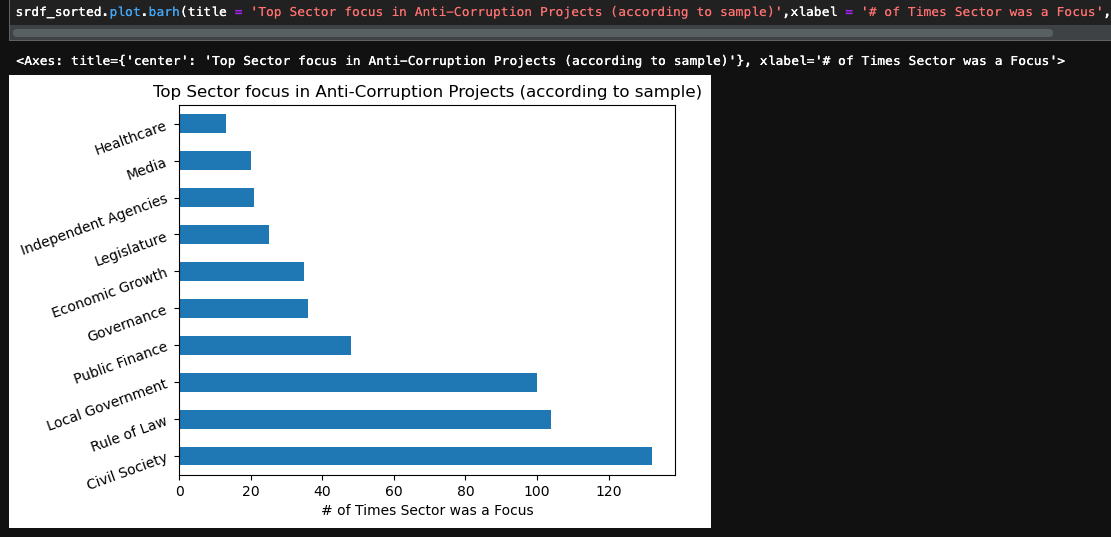 srdf_sorted.plot.barh(title = 'Top Sector focus in Anti-Corruption Projects (according to sample)',xlabel = '# of Times Sector was a Focus',
<Axes: title={'center': 'Top Sector focus in Anti-Corruption Projects (according to sample)'}, xlabel='# of Times Sector was a Focus'>
Top Sector focus in Anti-Corruption Projects (according to sample)
Healthcare
Media
Independent Agencies
Legislature
Economic Growth
Governance
Public Finance
Local Government
Rule of Law
Civil Society
0 20 40 60 80 100 120
# of Times Sector was a Focus